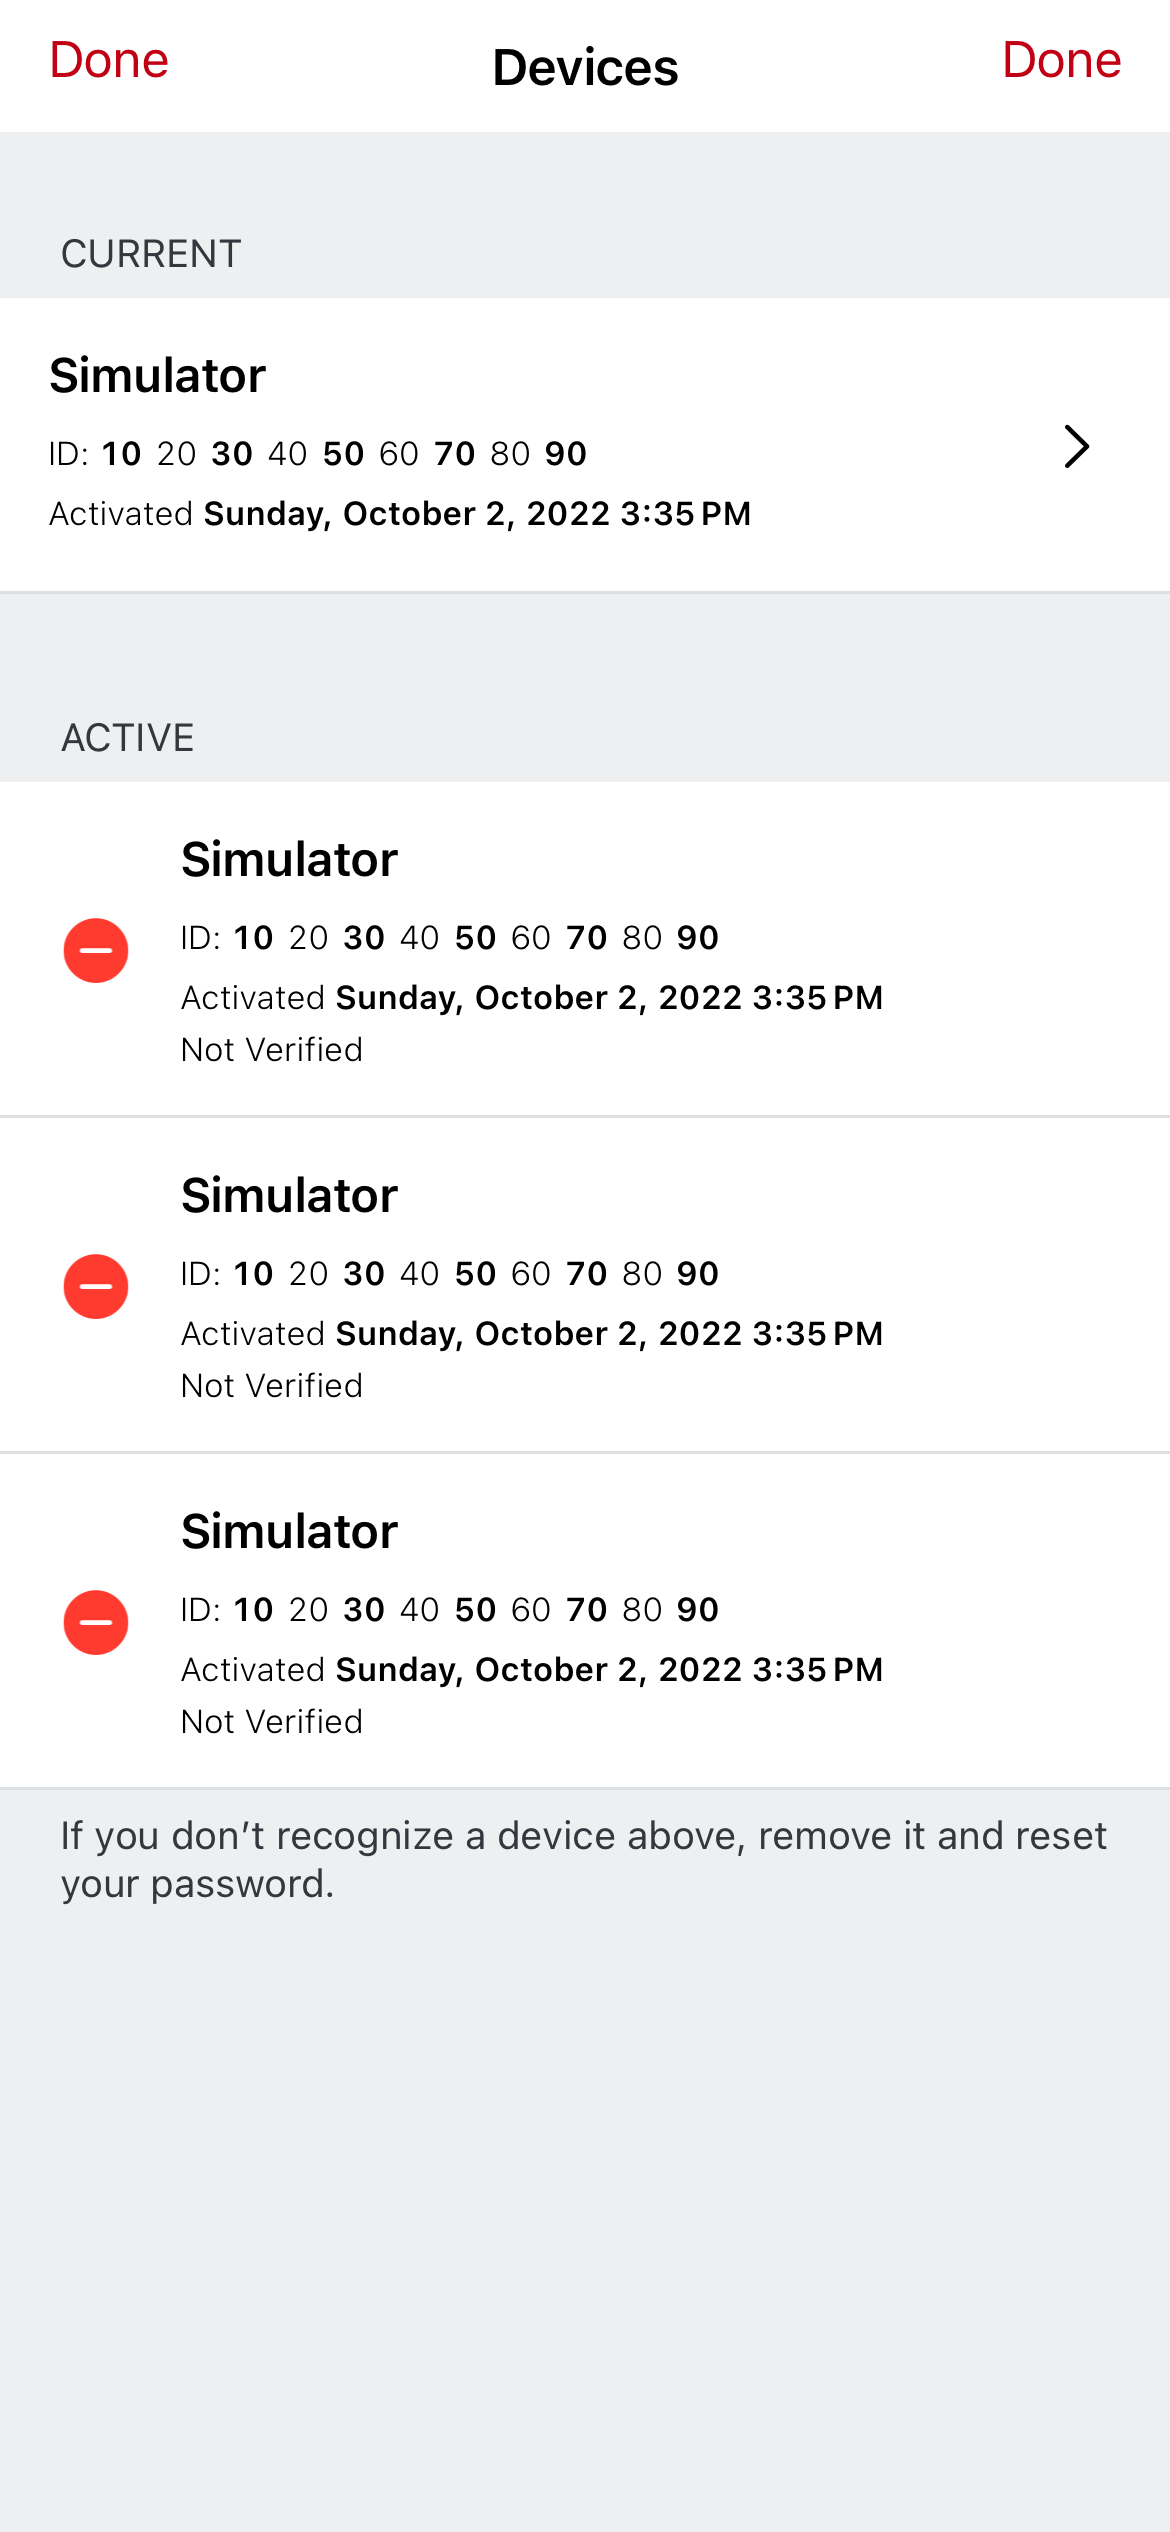 Done Devices Done
CURRENT
Simulator
ID: 10 20 30 40 50 60 70 80 90
Activated Sunday, October 2, 2022 3:35 PM
ACTIVE
Simulator
ID: 10 20 30 40 50 60 70 80 90
Activated Sunday, October 2, 2022 3:35 PM
Not Verified
Simulator
ID: 10 20 30 40 50 60 70 80 90
Activated Sunday, October 2, 2022 3:35 PM
Not Verified
Simulator
ID: 10 20 30 40 50 60 70 80 90
Activated Sunday, October 2, 2022 3:35 PM
Not Verified
If you don’t recognize a device above, remove it and reset
your password.